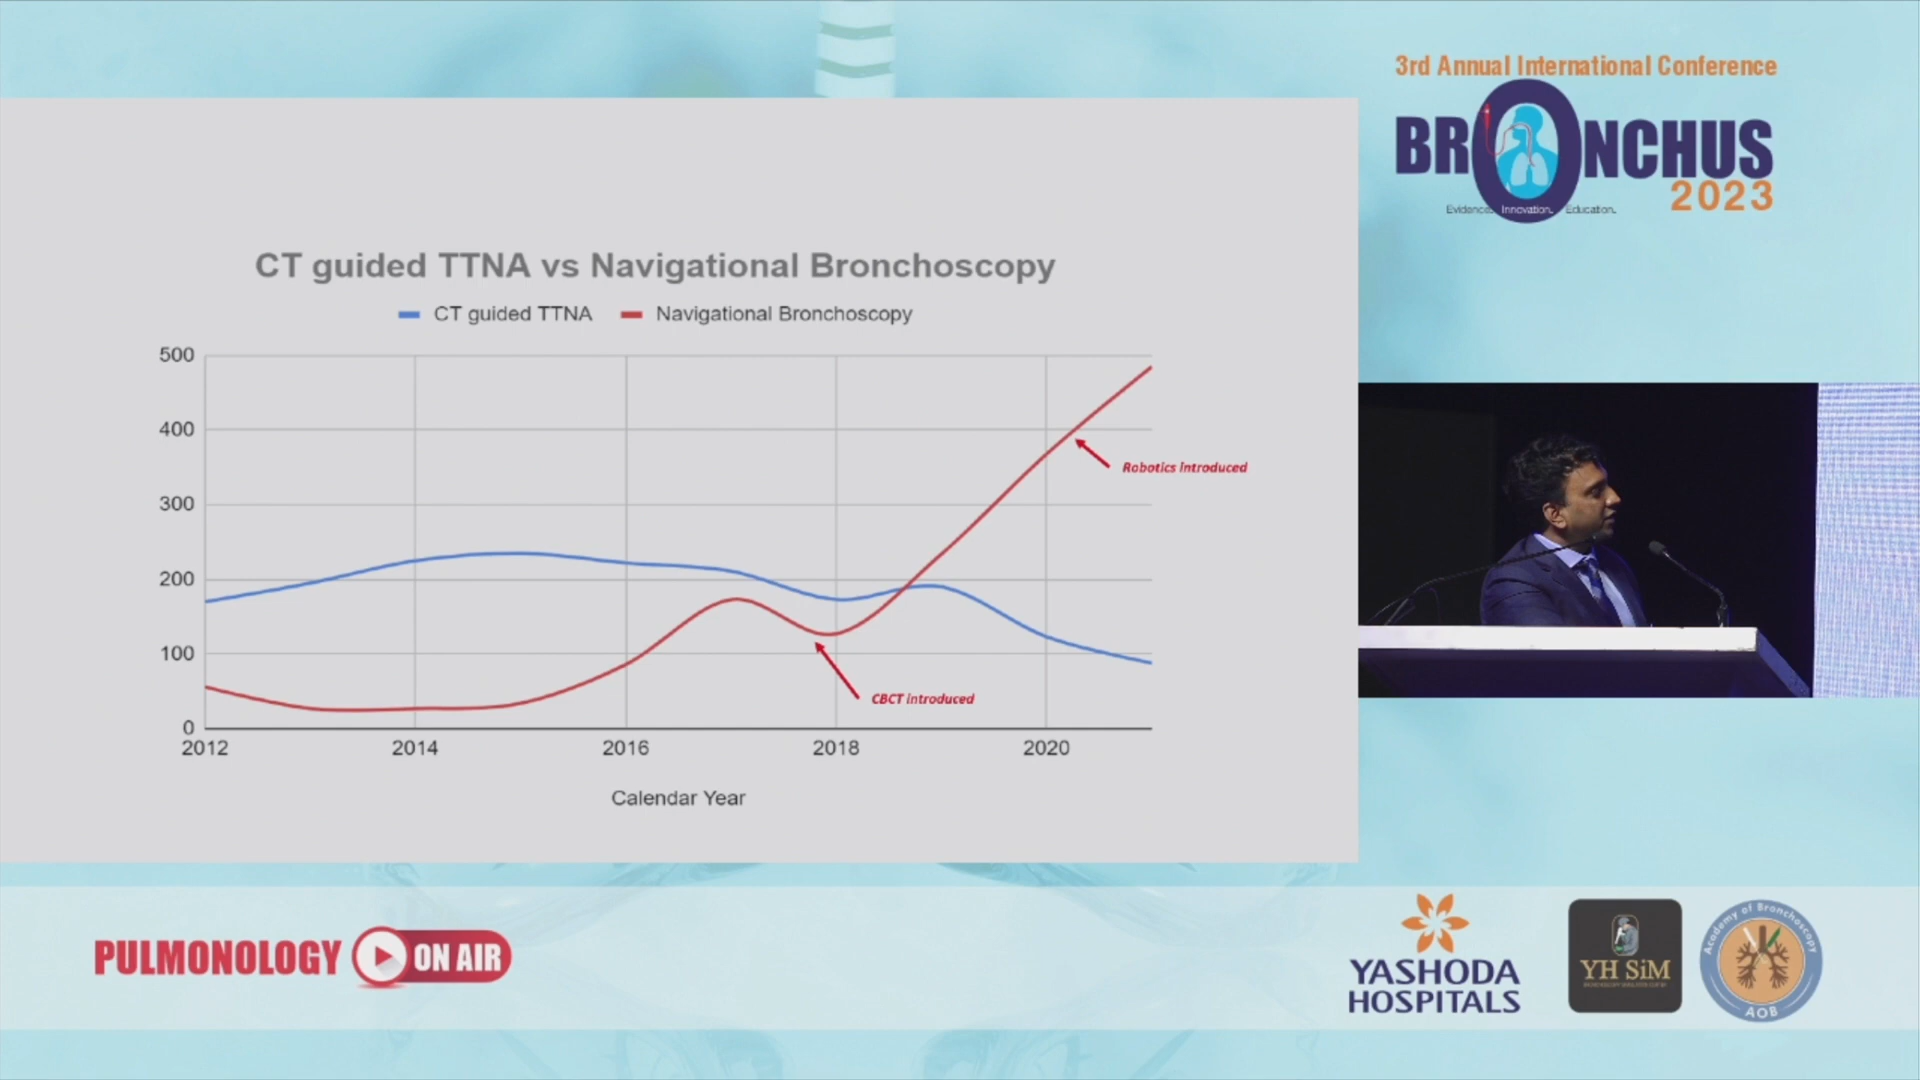 3rd Annual International Conference
BRONCHUS
2023
Evidence. Innovation. Education.
CT guided TTNA vs Navigational Bronchoscopy
CT guided TTNA
Navigational Bronchoscopy
500
400
300
200
100
0
Robotics introduced
CBCT introduced
2012
2014
2016
2018
2020
Calendar Year
PULMONOLOGY ON AIR
YASHODA
HOSPITALS
YH SiM
Academy of Bronchoscopy
AOB